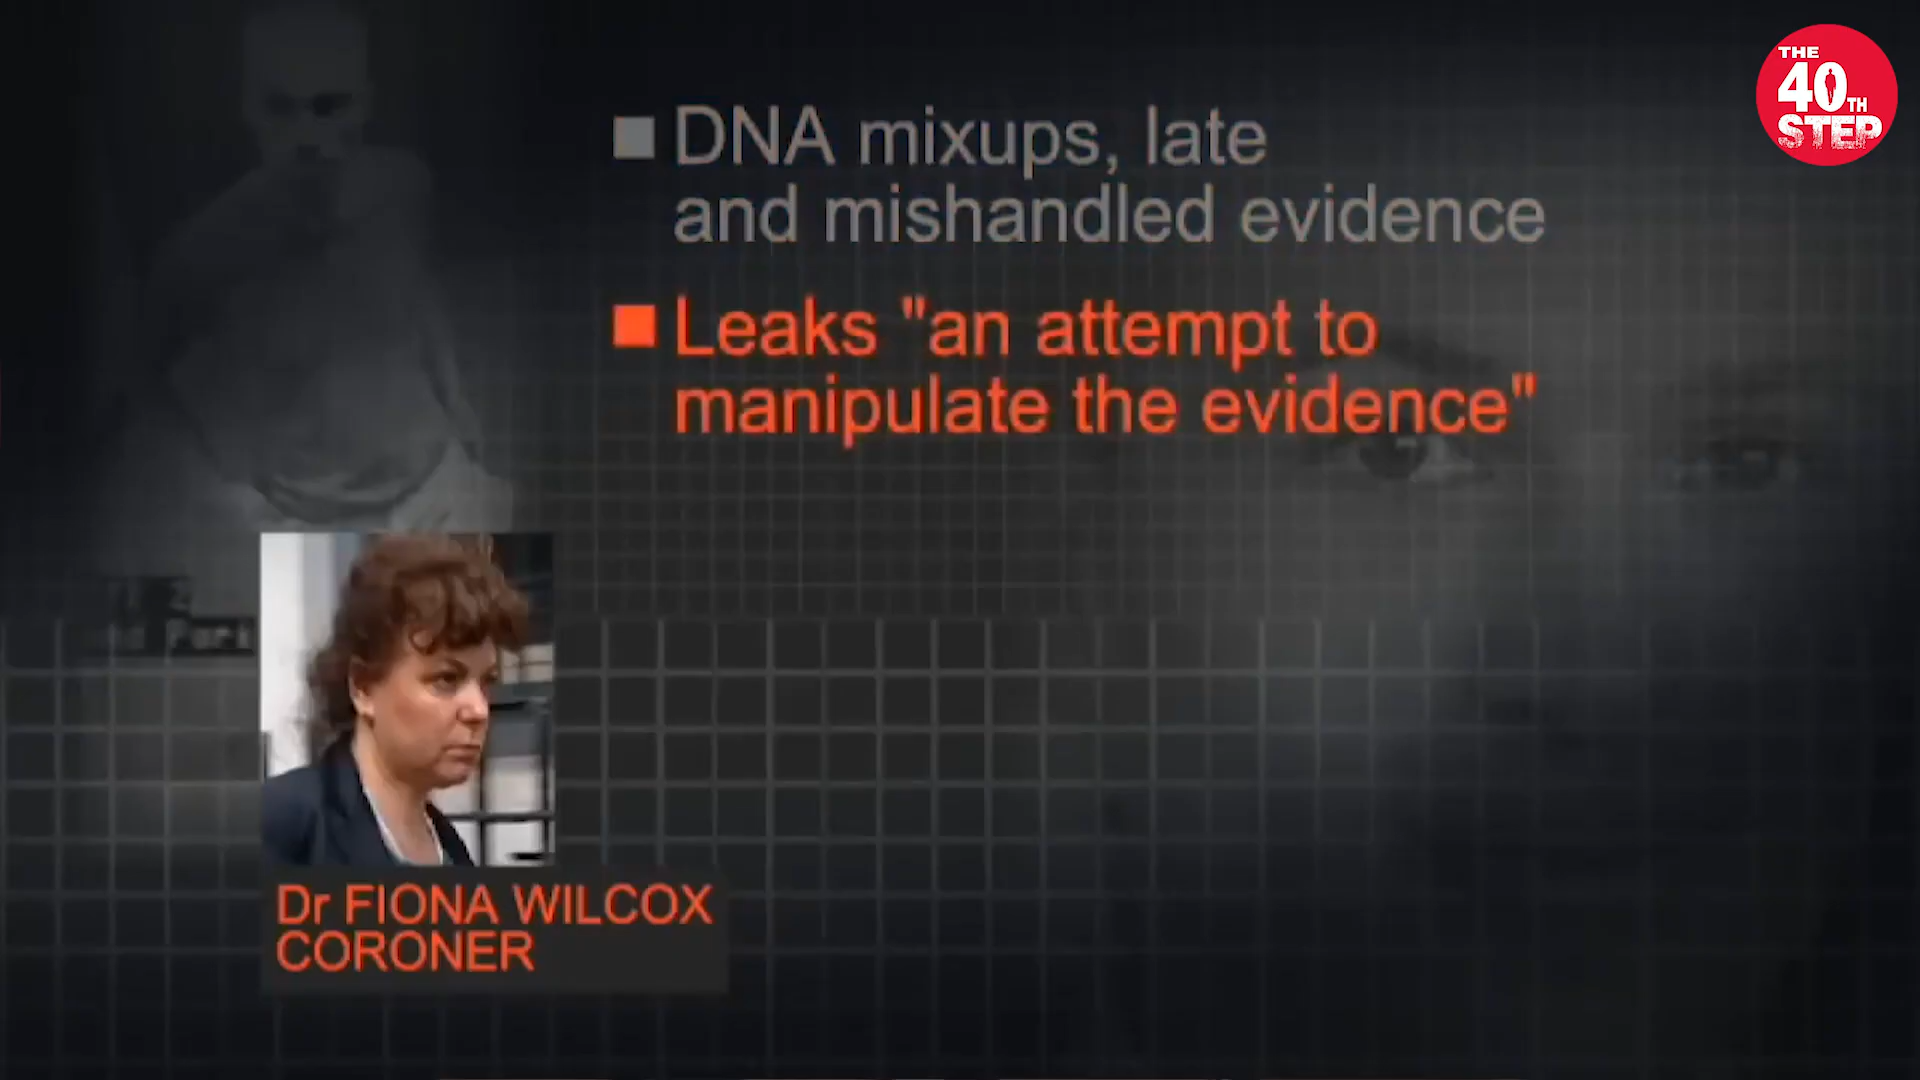 THE
40TH
STEP
DNA mixups, late
and mishandled evidence
Leaks "an attempt to
manipulate the evidence"
Dr FIONA WILCOX
CORONER